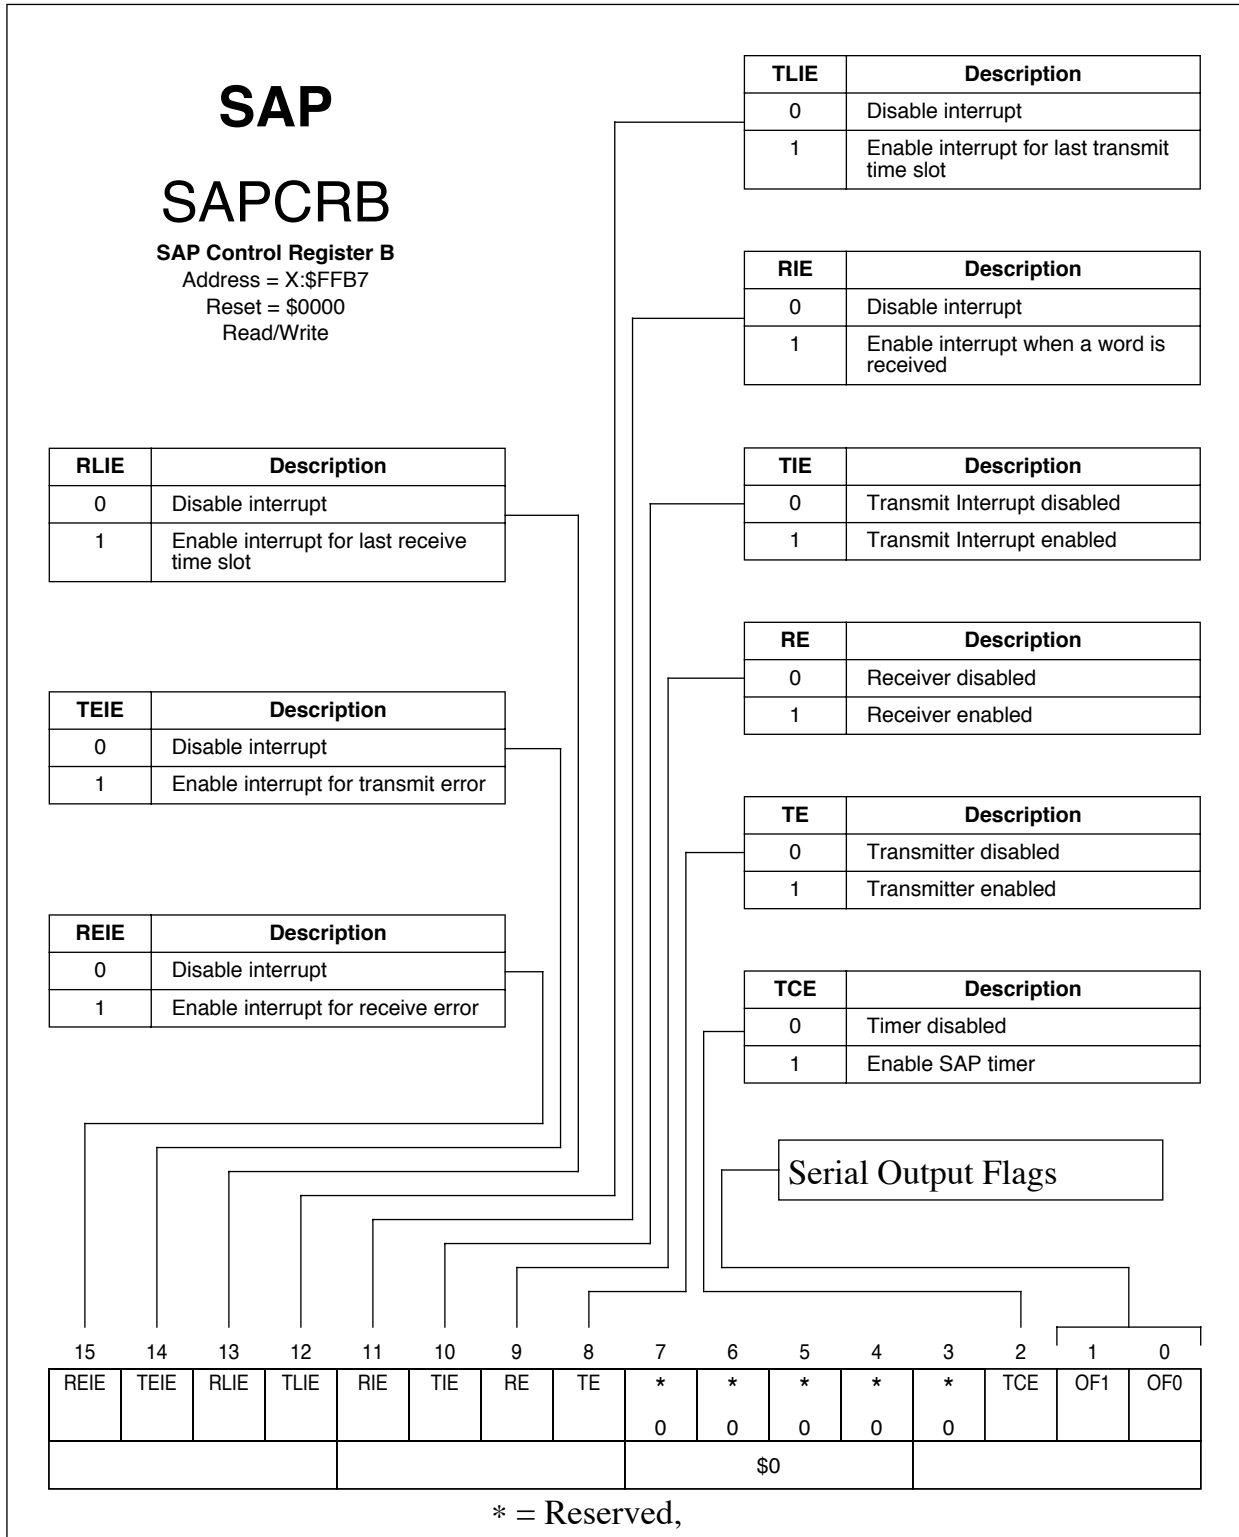 SAP
SAPCRB
SAP Control Register B
Address = X:$FFB7
Reset = $0000
Read/Write
TLIE Description
0 Disable interrupt
1 Enable interrupt for last transmit
time slot
RIE Description
0 Disable interrupt
1 Enable interrupt when a word is
received
RLIE Description
0 Disable interrupt
1 Enable interrupt for last receive
time slot
TIE Description
0 Transmit Interrupt disabled
1 Transmit Interrupt enabled
RE Description
0 Receiver disabled
1 Receiver enabled
TEIE Description
0 Disable interrupt
1 Enable interrupt for transmit error
TE Description
0 Transmitter disabled
1 Transmitter enabled
REIE Description
0 Disable interrupt
1 Enable interrupt for receive error
TCE Description
0 Timer disabled
1 Enable SAP timer
Serial Output Flags
15 14 13 12 11 10 9 8 7 6 5 4 3 2 1 0
REIE TEIE RLIE TLIE RIE TIE RE TE * * * * * TCE OF1 OF0
0 0 0 0 0
$0
* = Reserved,